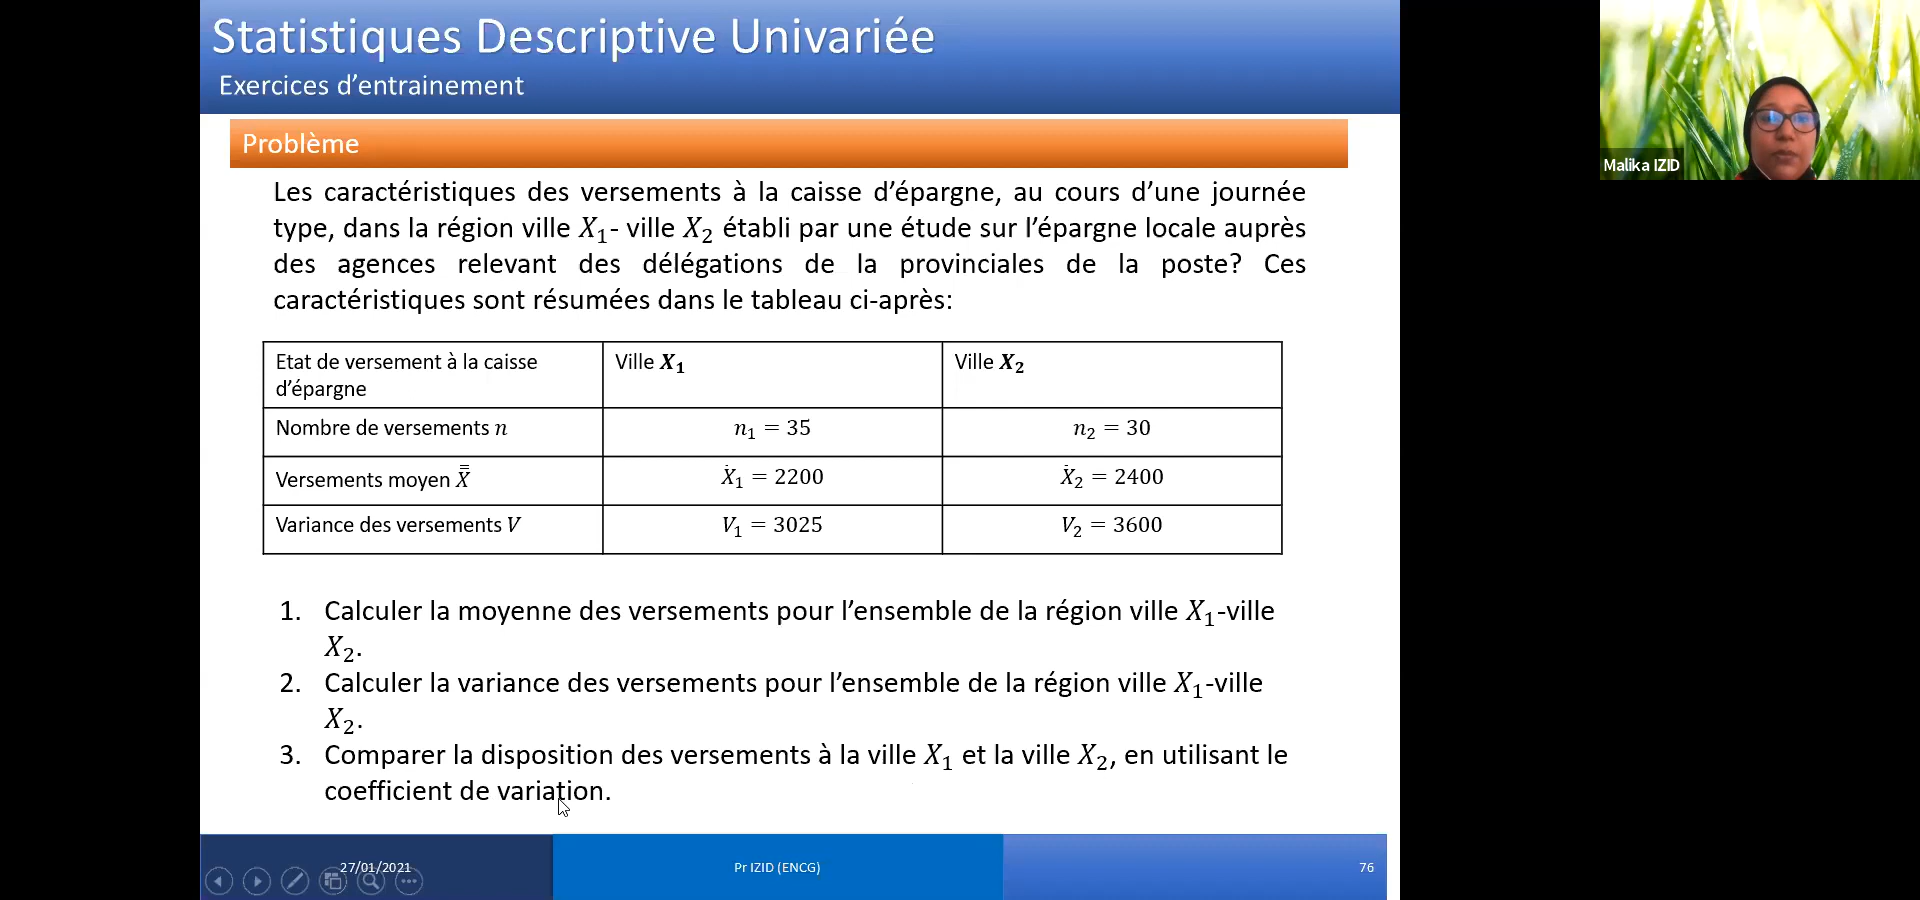 Statistiques Descriptive Univariée
Exercices d’entrainement
Malika IZID
Problème
Les caractéristiques des versements à la caisse d’épargne, au cours d’une journée
type, dans la région ville X₁- ville X₂ établi par une étude sur l’épargne locale auprès
des agences relevant des délégations de la provinciales de la poste? Ces
caractéristiques sont résumées dans le tableau ci-après:
Etat de versement à la caisse
d’épargne
Ville X₁
Ville X₂
Nombre de versements n
n₁ = 35
n₂ = 30
Versements moyen X̿
Ẋ₁ = 2200
Ẋ₂ = 2400
Variance des versements V
V₁ = 3025
V₂ = 3600
1. Calculer la moyenne des versements pour l’ensemble de la région ville X₁-ville
X₂.
2. Calculer la variance des versements pour l’ensemble de la région ville X₁-ville
X₂.
3. Comparer la disposition des versements à la ville X₁ et la ville X₂, en utilisant le
coefficient de variation.
27/01/2021
Pr IZID (ENCG)
76